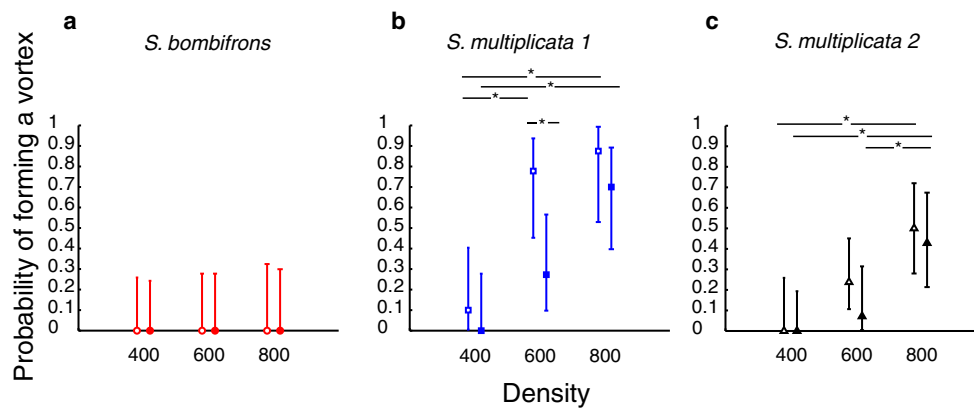 a
S. bombifrons
b
S. multiplicata 1
c
S. multiplicata 2
Probability of forming a vortex
1
0.9
0.8
0.7
0.6
0.5
0.4
0.3
0.2
0.1
0
400 600 800
* * * *
1
0.9
0.8
0.7
0.6
0.5
0.4
0.3
0.2
0.1
0
400 600 800
* * *
1
0.9
0.8
0.7
0.6
0.5
0.4
0.3
0.2
0.1
0
400 600 800
Density